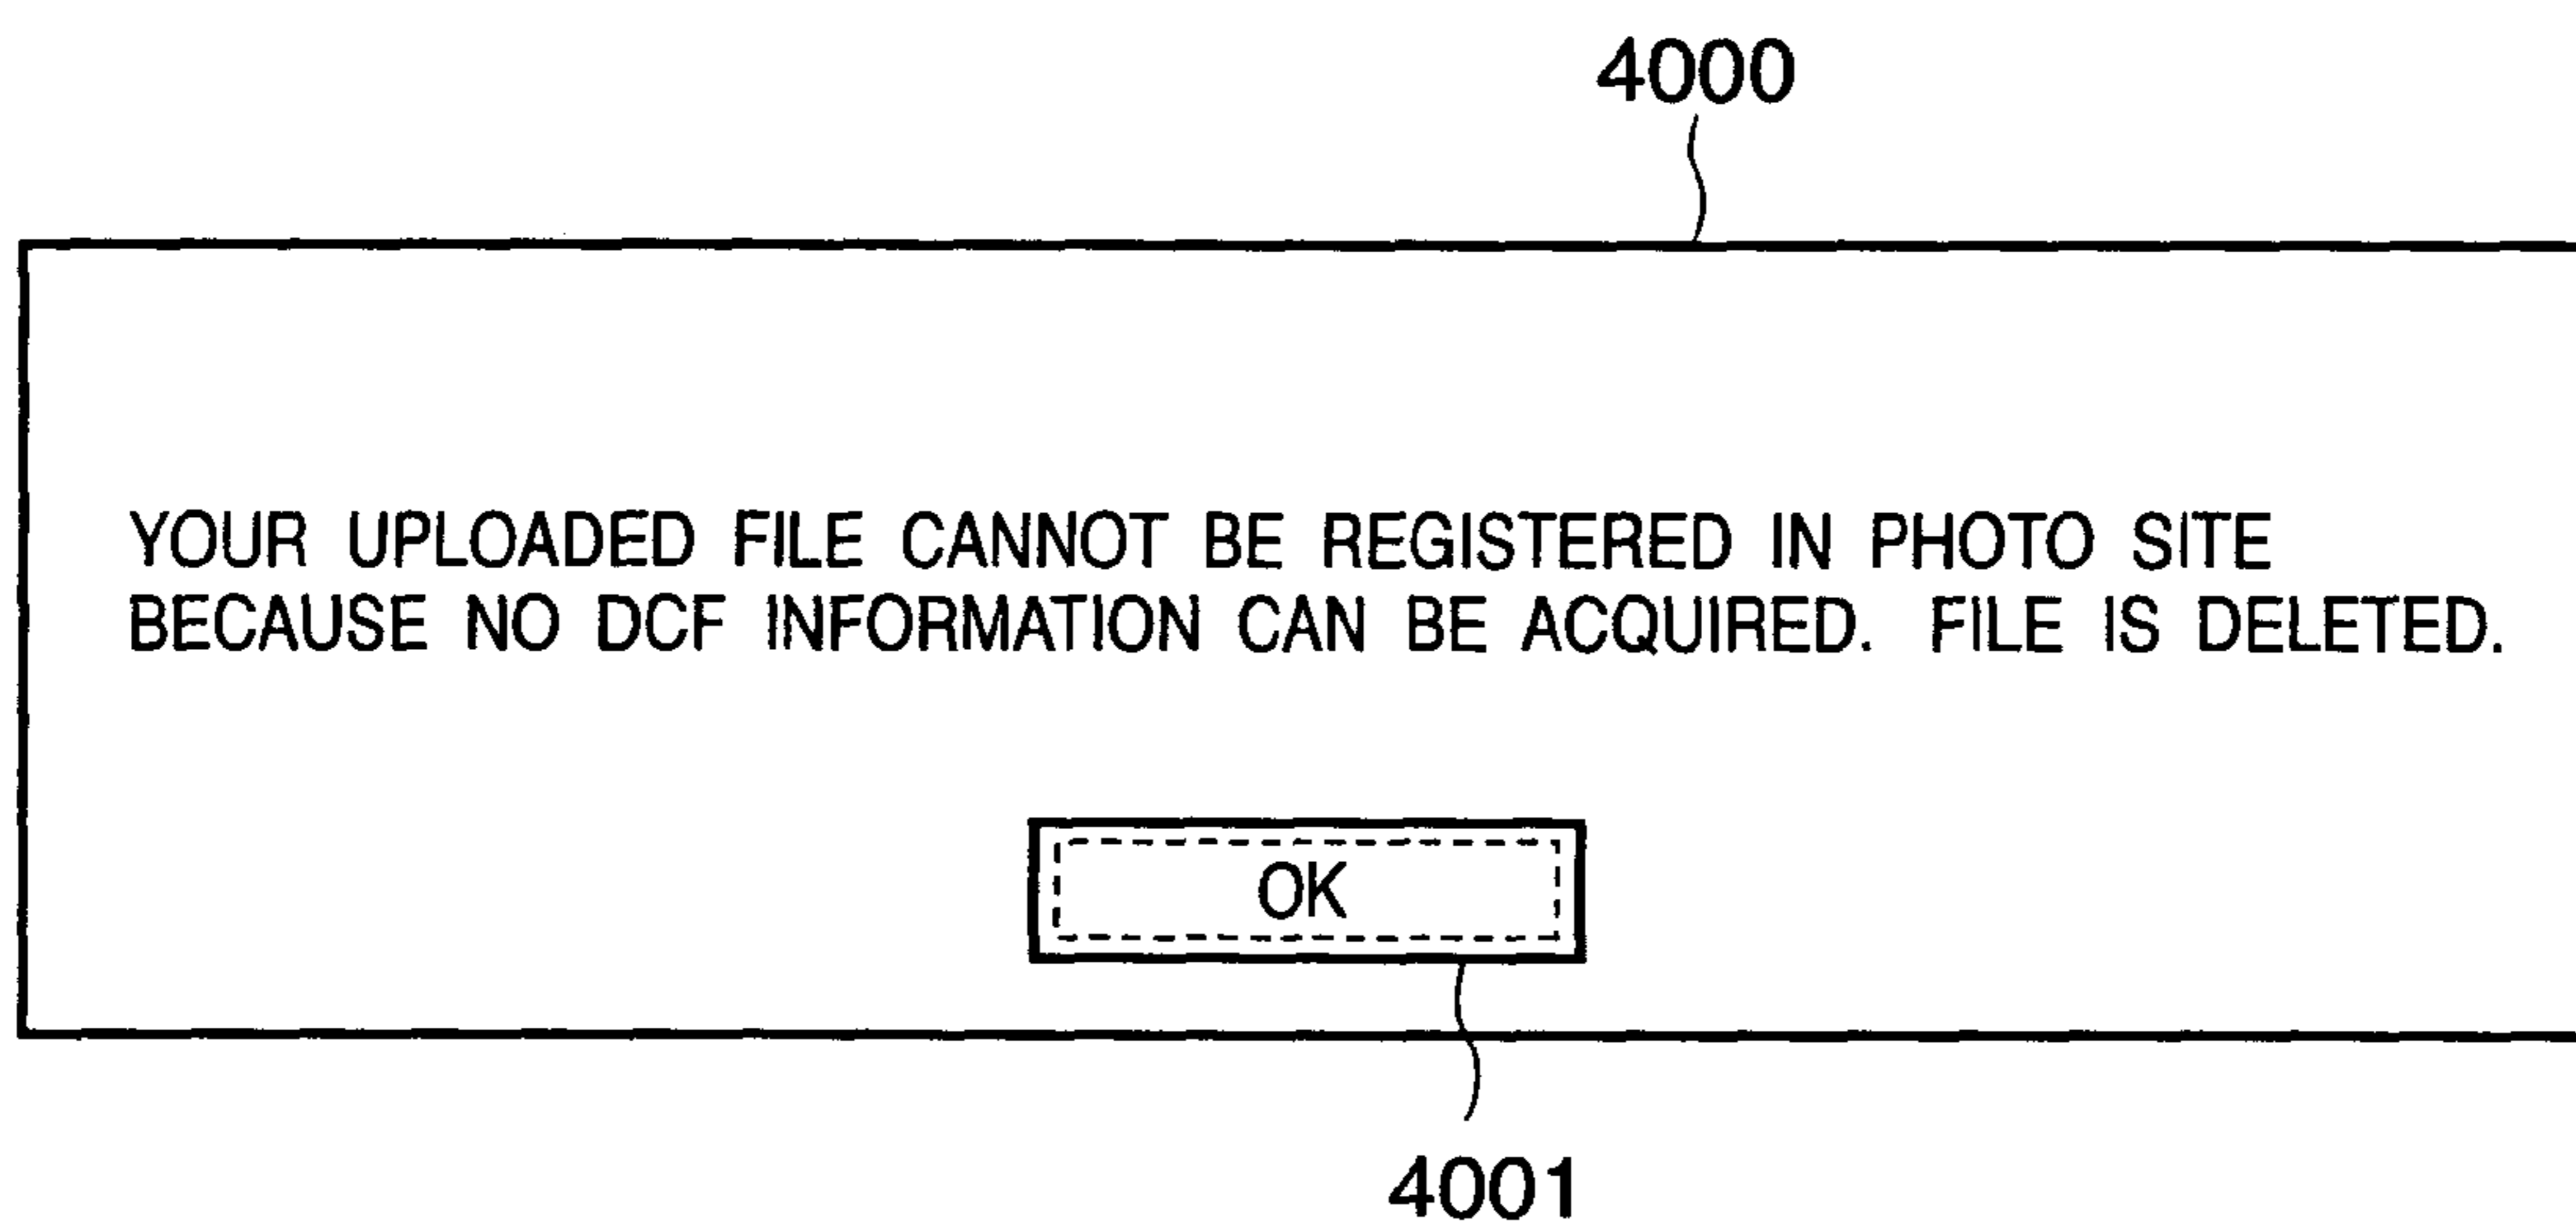 4000
YOUR UPLOADED FILE CANNOT BE REGISTERED IN PHOTO SITE
BECAUSE NO DCF INFORMATION CAN BE ACQUIRED. FILE IS DELETED.
OK
4001